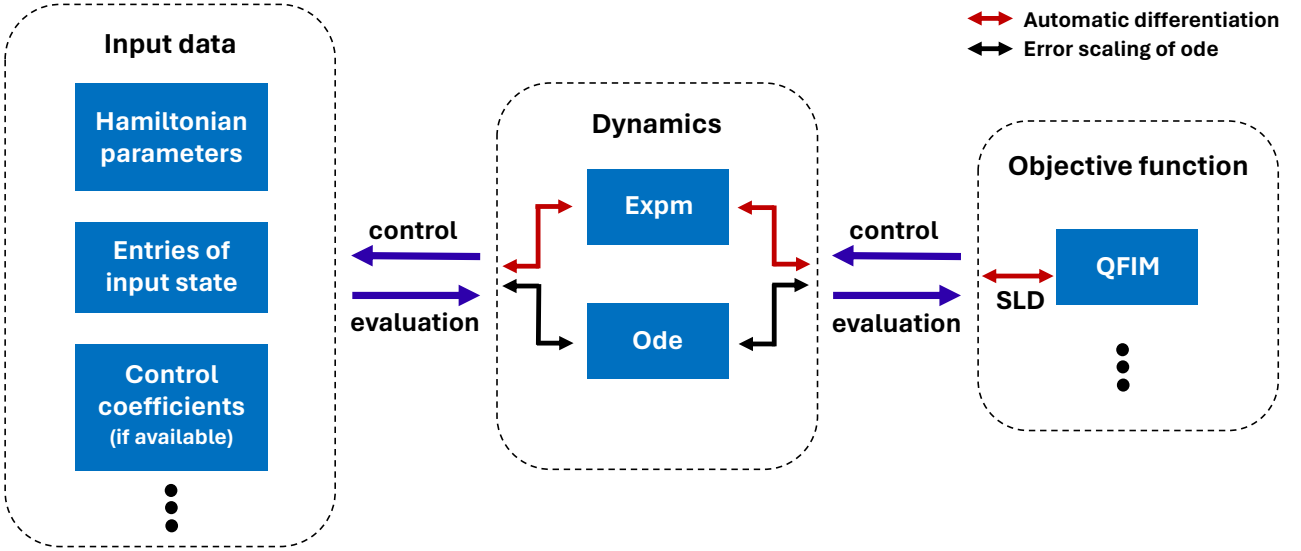 Automatic differentiation
Error scaling of ode
Input data
Hamiltonian
parameters
Entries of
input state
Control
coefficients
(if available)
control
evaluation
Dynamics
Expm
Ode
control
evaluation
Objective function
QFIM
SLD